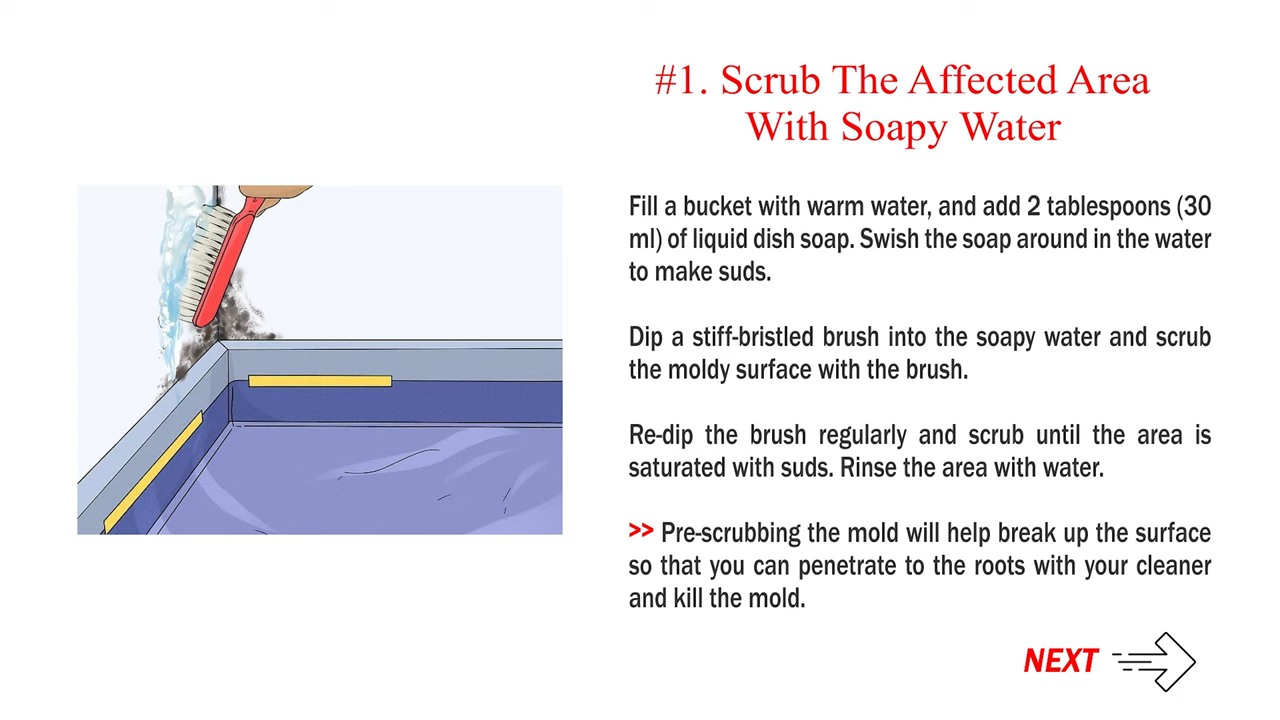 #1. Scrub The Affected Area
With Soapy Water
Fill a bucket with warm water, and add 2 tablespoons (30
ml) of liquid dish soap. Swish the soap around in the water
to make suds.
Dip a stiff-bristled brush into the soapy water and scrub
the moldy surface with the brush.
Re-dip the brush regularly and scrub until the area is
saturated with suds. Rinse the area with water.
>> Pre-scrubbing the mold will help break up the surface
so that you can penetrate to the roots with your cleaner
and kill the mold.
NEXT